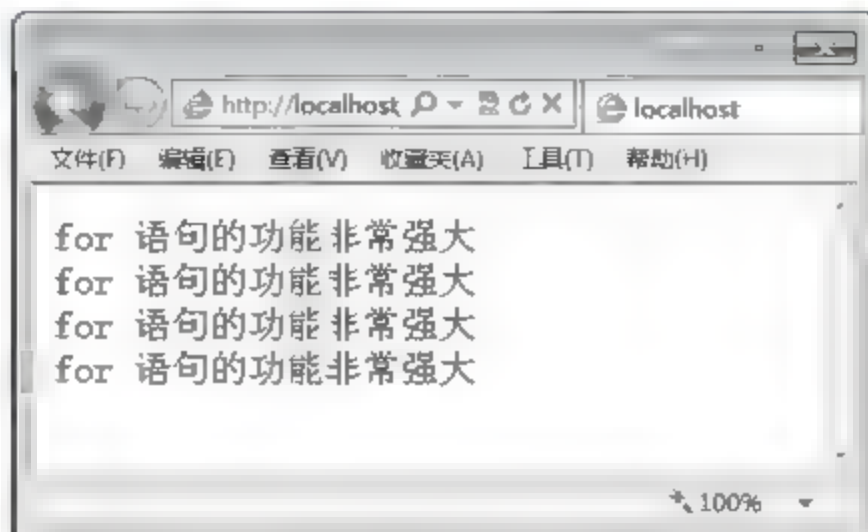 http://localhost
localhost
文件(F) 编辑(E) 查看(V) 收藏夹(A) 工具(T) 帮助(H)
for 语句的功能非常强大
for 语句的功能非常强大
for 语句的功能非常强大
for 语句的功能非常强大
100%